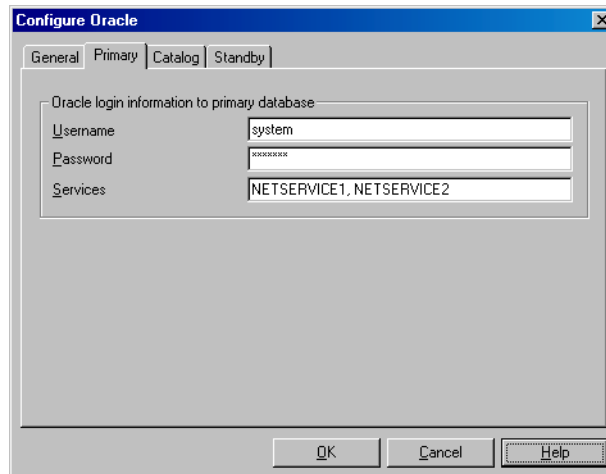 Configure Oracle
General Primary Catalog Standby
Oracle login information to primary database
Username system
Password xxxxxxx
Services NETSERVICE1, NETSERVICE2
OK Cancel Help